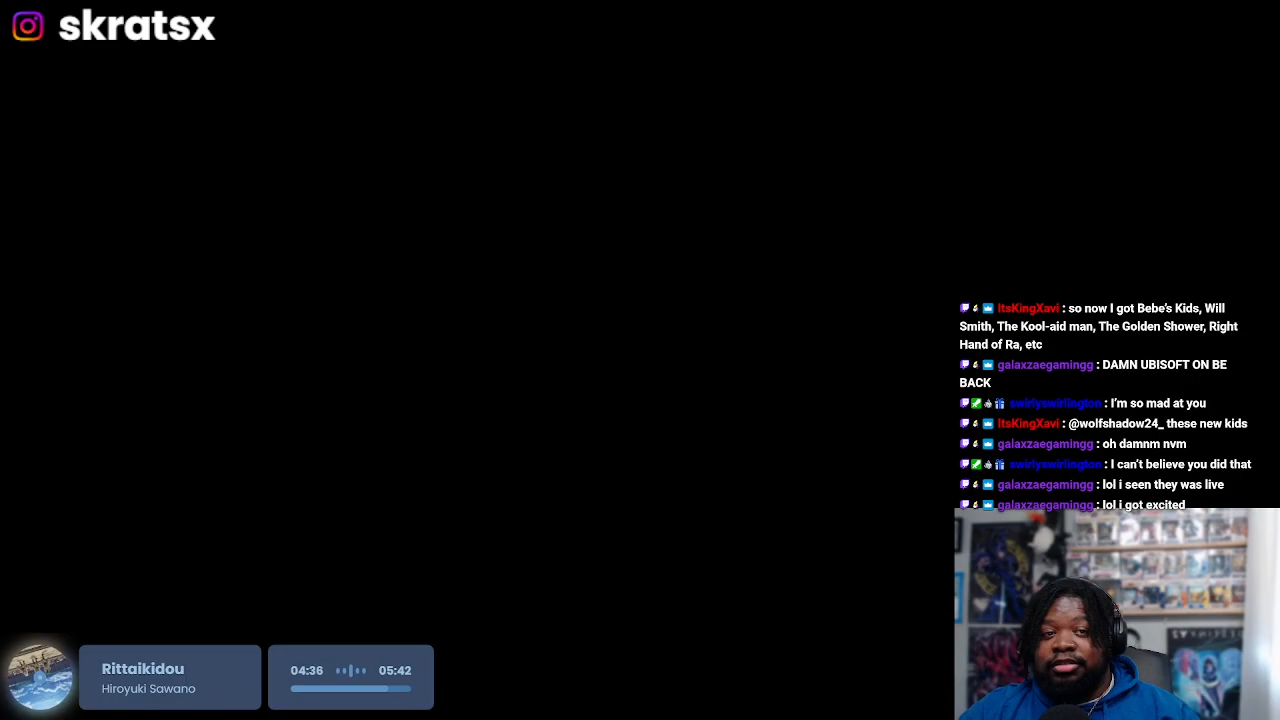 skratsx
ItsKingXavi : so now I got Bebe's Kids, Will
Smith, The Kool-aid man, The Golden Shower, Right
Hand of Ra, etc
galaxzaegamingg : DAMN UBISOFT ON BE
BACK
swirlyswirlington : I'm so mad at you
ItsKingXavi : @wolfshadow24_ these new kids
galaxzaegamingg : oh damnm nvm
swirlyswirlington : I can't believe you did that
galaxzaegamingg : lol i seen they was live
galaxzaegamingg : lol i got excited
Rittaikidou
Hiroyuki Sawano
04:36
05:42